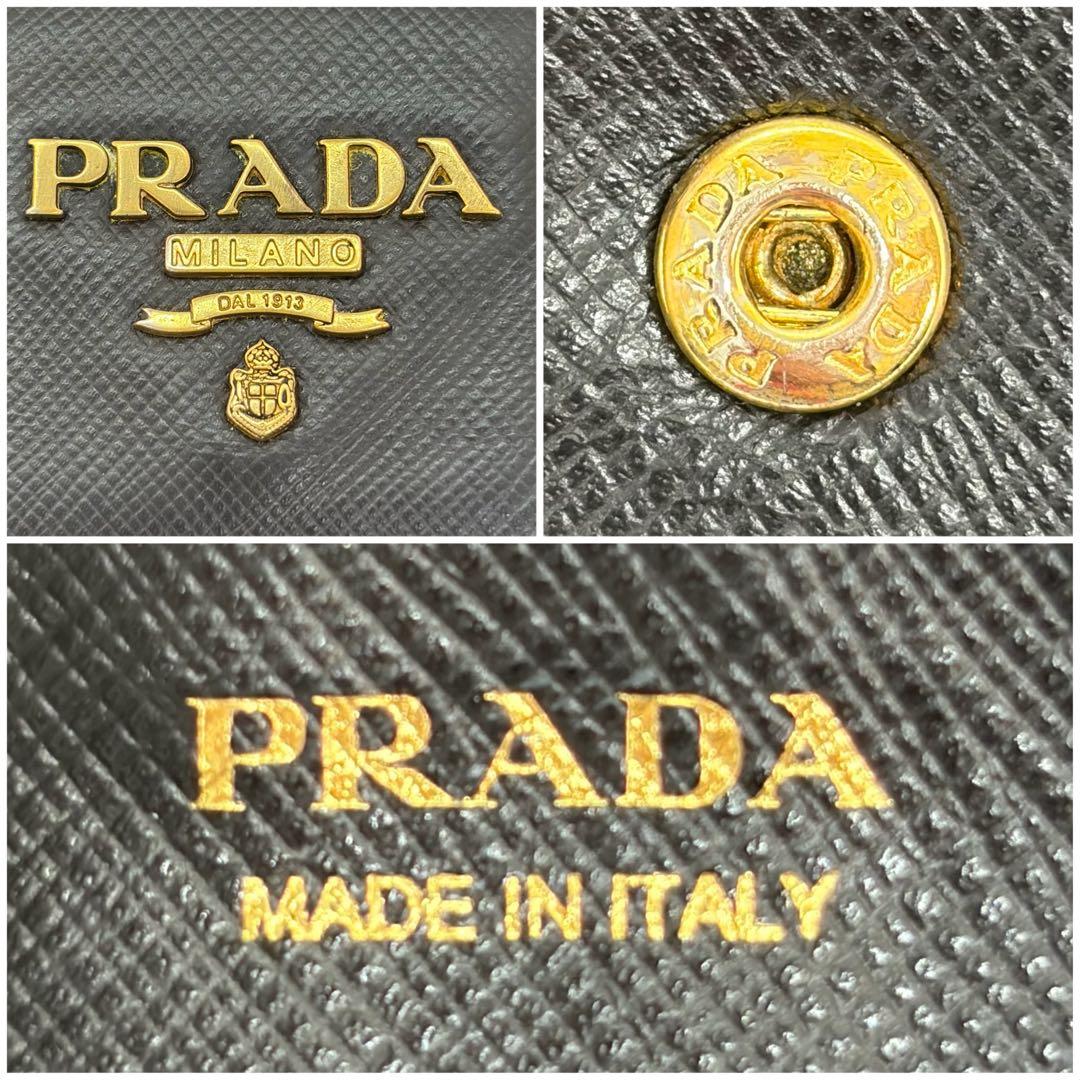 PRADA
MILANO
DAL 1913
PRADA PRADA
PRADA
MADE IN ITALY